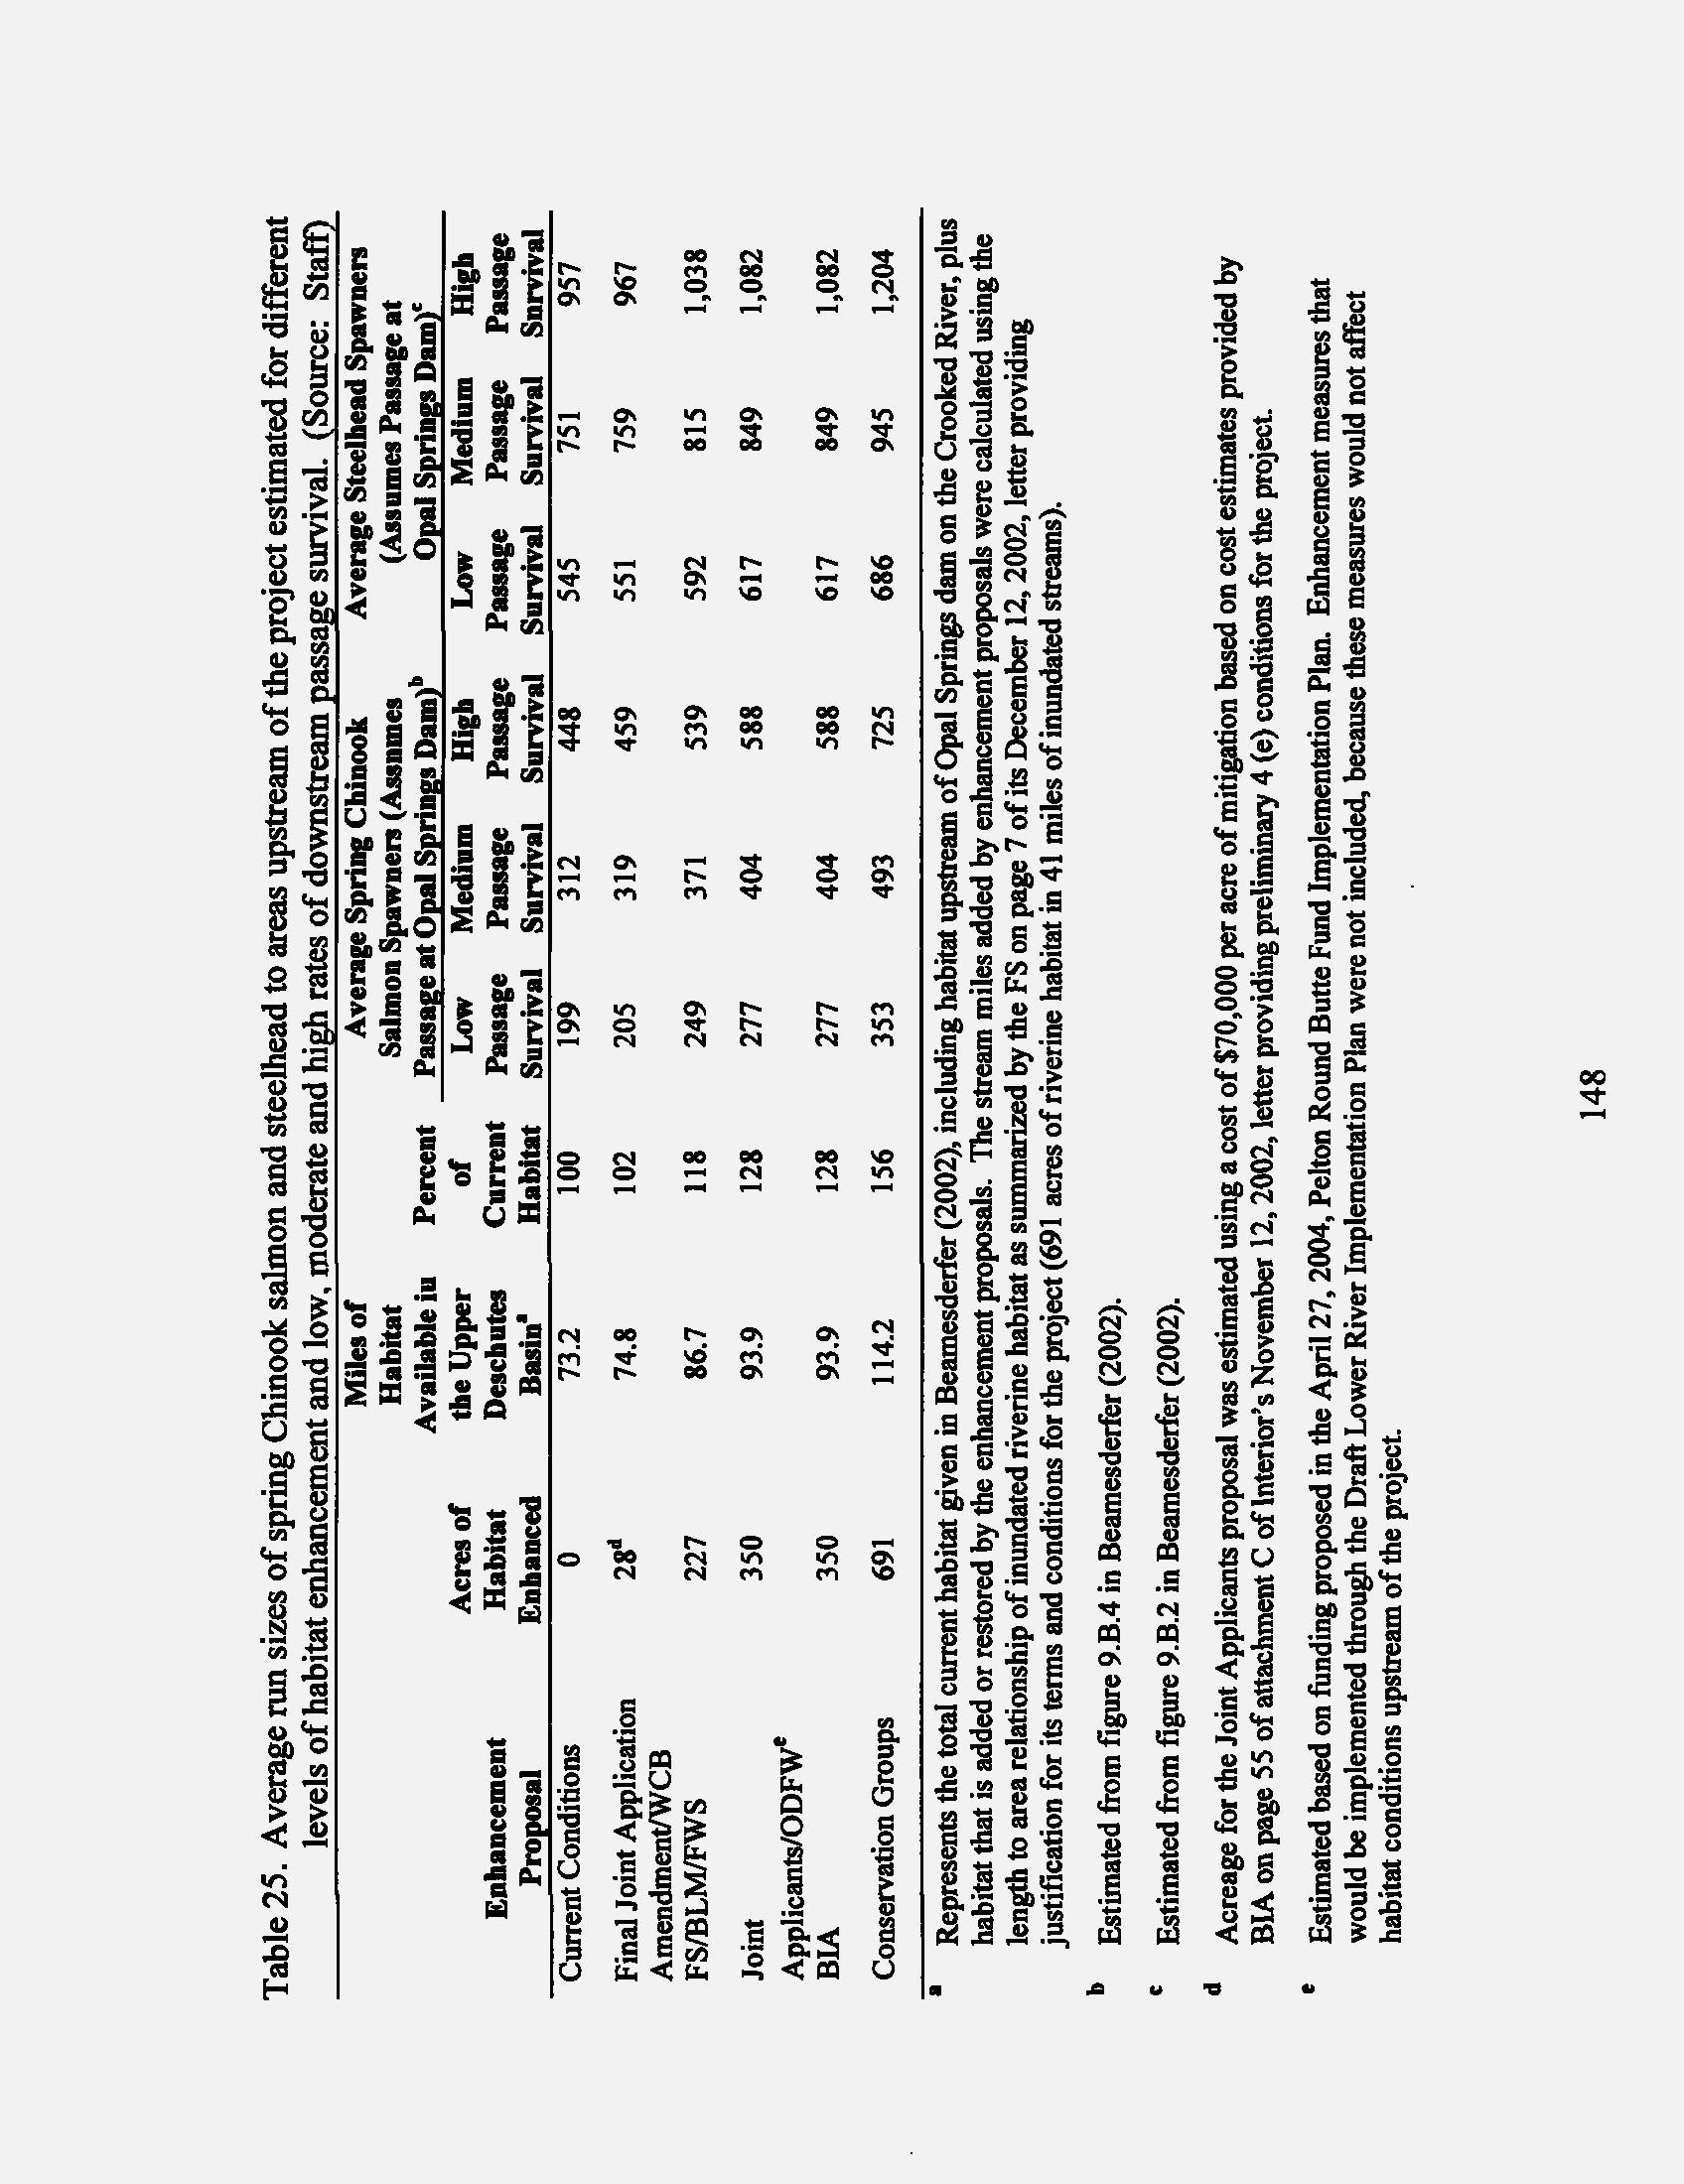 Table 25. Average run sizes of spring Chinook salmon and steelhead to areas upstream of the project estimated for different
levels of habitat enhancement and low, moderate and high rates of downstream passage survival. (Source: Staff)
Enhancement Proposal
Acres of Habitat Enhanced
Miles of Habitat Available iu the Upper Deschutes Basin a
Percent of Current Habitat
Average Spring Chinook Salmon Spawners (Assnmes Passage at Opal Springs Dam) b
Average Steelhead Spawners (Assumes Passage at Opal Springs Dam) c
Low Passage Survival Medium Passage Survival High Passage Survival Low Passage Survival Medium Passage Survival High Passage Snrvival
Current Conditions 0 73.2 100 199 312 448 545 751 957
Final Joint Application 28d 74.8 102 205 319 459 551 759 967
Amendment/WCB
FS/BLM/FWS 227 86.7 118 249 371 539 592 815 1,038
Joint 350 93.9 128 277 404 588 617 849 1,082
Applicants/ODFWe
BIA 350 93.9 128 277 404 588 617 849 1,082
Conservation Groups 691 114.2 156 353 493 725 686 945 1,204
a Represents the total current habitat given in Beamesderfer (2002), including habitat upstream of Opal Springs dam on the Crooked River, plus
habitat that is added or restored by the enhancement proposals. The stream miles added by enhancement proposals were calculated using the
length to area relationship of inundated riverine habitat as summarized by the FS on page 7 of its December 12, 2002, letter providing
justification for its terms and conditions for the project (691 acres of riverine habitat in 41 miles of inundated streams).
b Estimated from figure 9.B.4 in Beamesderfer (2002).
c Estimated from figure 9.B.2 in Beamesderfer (2002).
d Acreage for the Joint Applicants proposal was estimated using a cost of $70,000 per acre of mitigation based on cost estimates provided by
BIA on page 55 of attachment C of Interior's November 12, 2002, letter providing preliminary 4 (e) conditions for the project.
e Estimated based on funding proposed in the April 27, 2004, Pelton Round Butte Fund Implementation Plan. Enhancement measures that
would be implemented through the Draft Lower River Implementation Plan were not included, because these measures would not affect
habitat conditions upstream of the project.
148